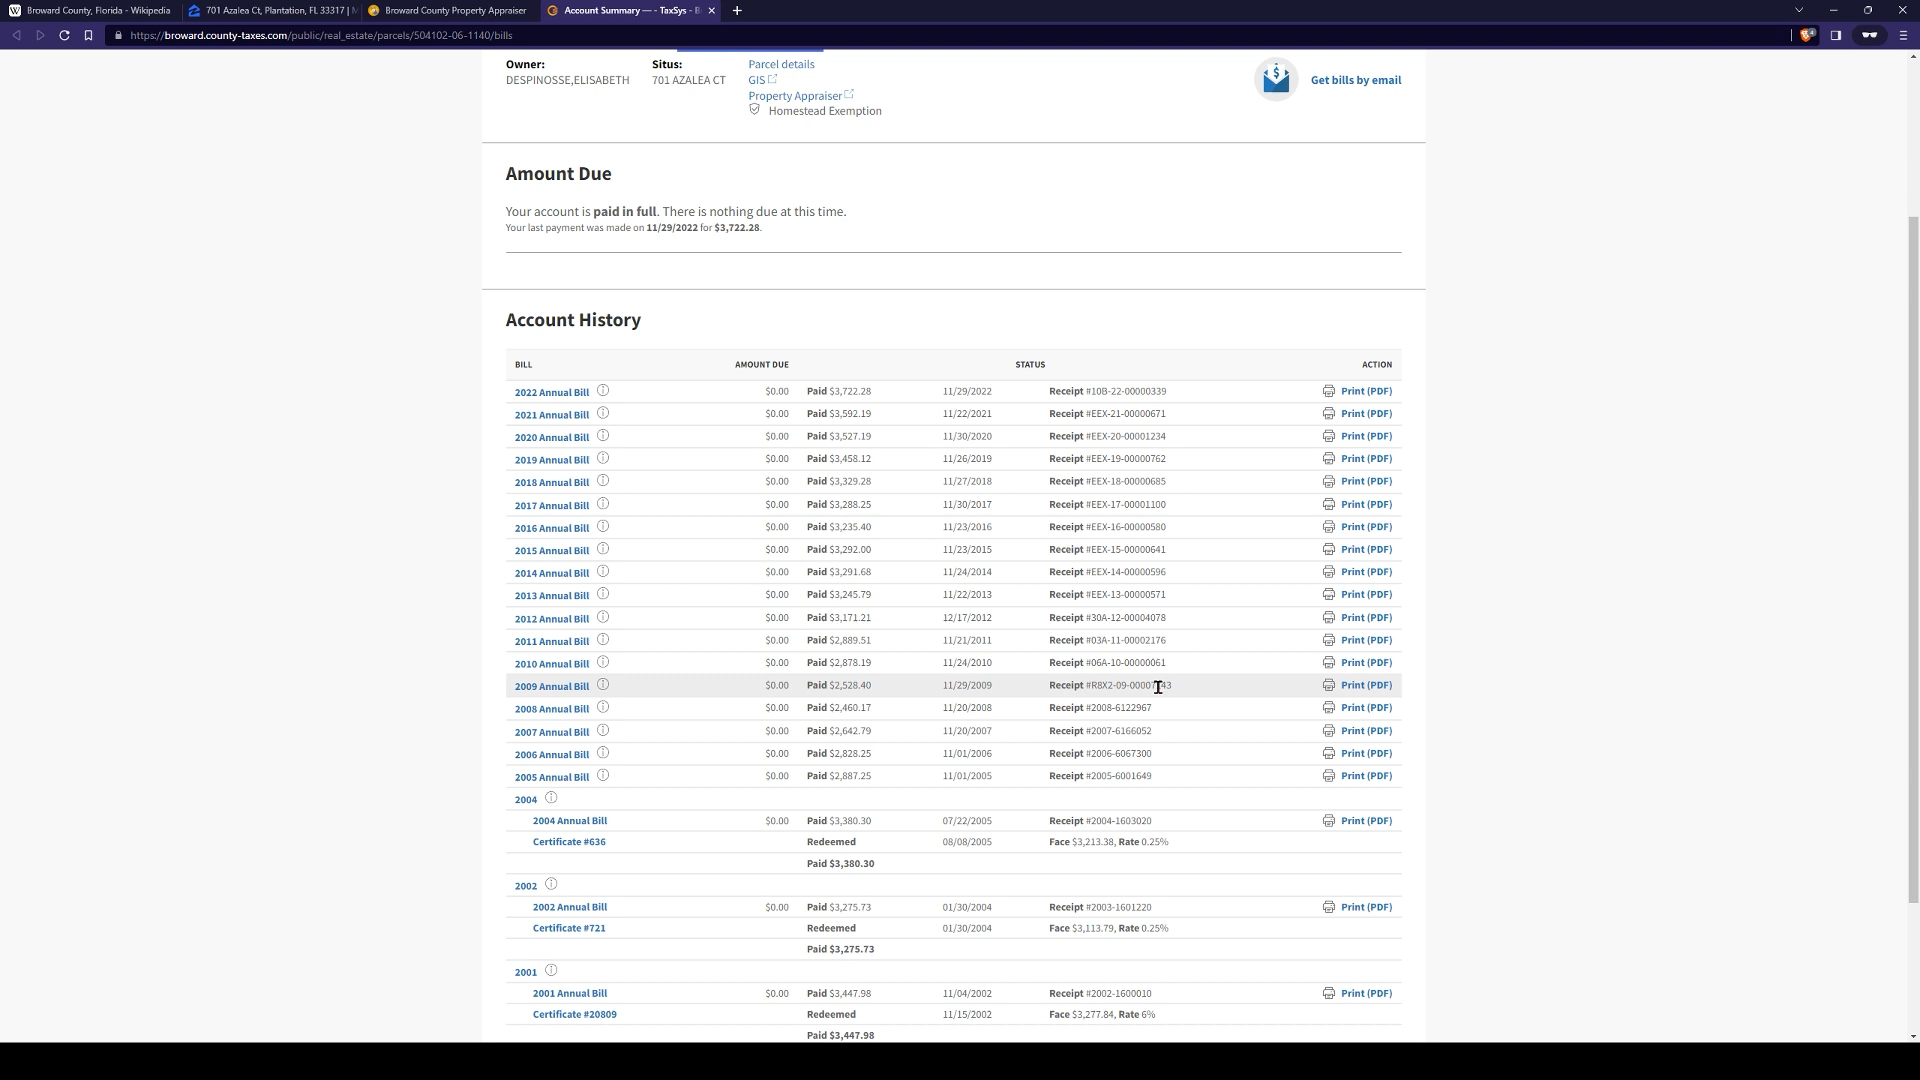 Broward County, Florida - Wikipedia
701 Azalea Ct, Plantation, FL 33317 |
Broward County Property Appraiser
Account Summary — - TaxSys - B
https://broward.county-taxes.com/public/real_estate/parcels/504102-06-1140/bills
Owner: Situs: Parcel details
DESPINOSSE,ELISABETH 701 AZALEA CT GIS
Property Appraiser
Homestead Exemption
Get bills by email
Amount Due
Your account is paid in full. There is nothing due at this time.
Your last payment was made on 11/29/2022 for $3,722.28.
Account History
BILL AMOUNT DUE STATUS ACTION
2022 Annual Bill $0.00 Paid $3,722.28 11/29/2022 Receipt #10B-22-00000339 Print (PDF)
2021 Annual Bill $0.00 Paid $3,592.19 11/22/2021 Receipt #EEX-21-00000671 Print (PDF)
2020 Annual Bill $0.00 Paid $3,527.19 11/30/2020 Receipt #EEX-20-00001234 Print (PDF)
2019 Annual Bill $0.00 Paid $3,458.12 11/26/2019 Receipt #EEX-19-00000762 Print (PDF)
2018 Annual Bill $0.00 Paid $3,329.28 11/27/2018 Receipt #EEX-18-00000685 Print (PDF)
2017 Annual Bill $0.00 Paid $3,288.25 11/30/2017 Receipt #EEX-17-00001100 Print (PDF)
2016 Annual Bill $0.00 Paid $3,235.40 11/23/2016 Receipt #EEX-16-00000580 Print (PDF)
2015 Annual Bill $0.00 Paid $3,292.00 11/23/2015 Receipt #EEX-15-00000641 Print (PDF)
2014 Annual Bill $0.00 Paid $3,291.68 11/24/2014 Receipt #EEX-14-00000596 Print (PDF)
2013 Annual Bill $0.00 Paid $3,245.79 11/22/2013 Receipt #EEX-13-00000571 Print (PDF)
2012 Annual Bill $0.00 Paid $3,171.21 12/17/2012 Receipt #30A-12-00004078 Print (PDF)
2011 Annual Bill $0.00 Paid $2,889.51 11/21/2011 Receipt #03A-11-00002176 Print (PDF)
2010 Annual Bill $0.00 Paid $2,878.19 11/24/2010 Receipt #06A-10-00000061 Print (PDF)
2009 Annual Bill $0.00 Paid $2,528.40 11/29/2009 Receipt Print (PDF)
2008 Annual Bill $0.00 Paid $2,460.17 11/20/2008 Receipt #2008-6122967 Print (PDF)
2007 Annual Bill $0.00 Paid $2,642.79 11/20/2007 Receipt #2007-6166052 Print (PDF)
2006 Annual Bill $0.00 Paid $2,828.25 11/01/2006 Receipt #2006-6067300 Print (PDF)
2005 Annual Bill $0.00 Paid $2,887.25 11/01/2005 Receipt #2005-6001649 Print (PDF)
2004
2004 Annual Bill $0.00 Paid $3,380.30 07/22/2005 Receipt #2004-1603020 Print (PDF)
Certificate #636 Redeemed 08/08/2005 Face $3,213.38, Rate 0.25%
Paid $3,380.30
2002
2002 Annual Bill $0.00 Paid $3,275.73 01/30/2004 Receipt #2003-1601220 Print (PDF)
Certificate #721 Redeemed 01/30/2004 Face $3,113.79, Rate 0.25%
Paid $3,275.73
2001
2001 Annual Bill $0.00 Paid $3,447.98 11/04/2002 Receipt #2002-1600010 Print (PDF)
Certificate #20809 Redeemed 11/15/2002 Face $3,277.84, Rate 6%
Paid $3,447.98